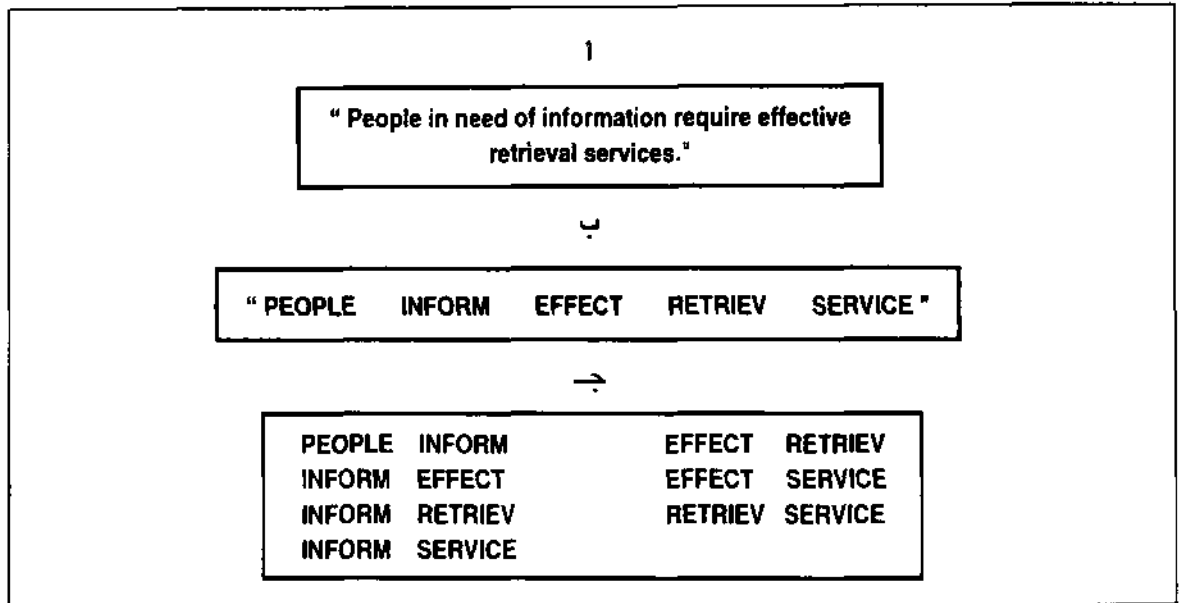 أ
“ People in need of information require effective
retrieval services."
ب
“ PEOPLE INFORM EFFECT RETRIEV SERVICE "
ج
PEOPLE INFORM EFFECT RETRIEV
INFORM EFFECT EFFECT SERVICE
INFORM RETRIEV RETRIEV SERVICE
INFORM SERVICE